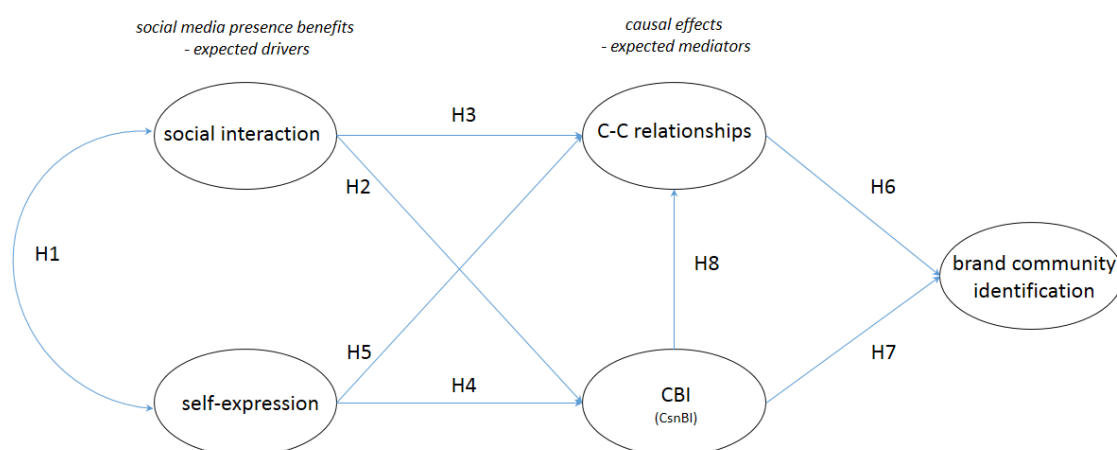 social media presence benefits
- expected drivers
causal effects
- expected mediators
social interaction
H3
C-C relationships
H2
H6
H1
H8
brand community
identification
H5
H7
self-expression
H4
CBI
(CsnBI)